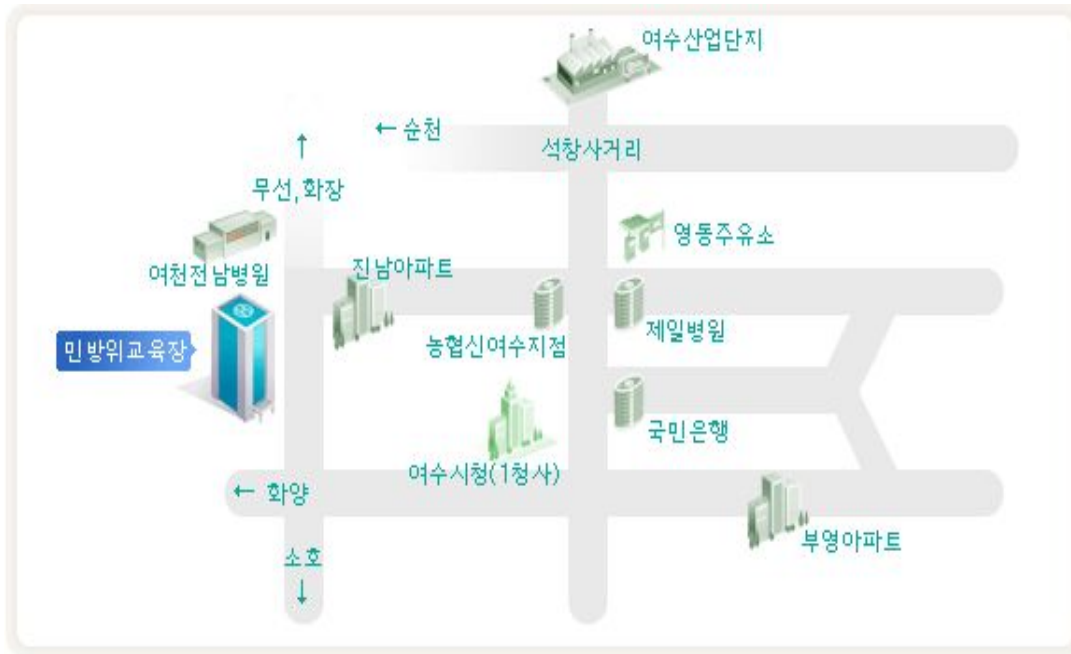 여수산업단지
← 순천
석창사거리
↑
무선,화장
영동주유소
여천전남병원
진남아파트
민방위교육장
농협신여수지점
제일병원
국민은행
여수시청(1청사)
← 화양
부영아파트
소호
↓